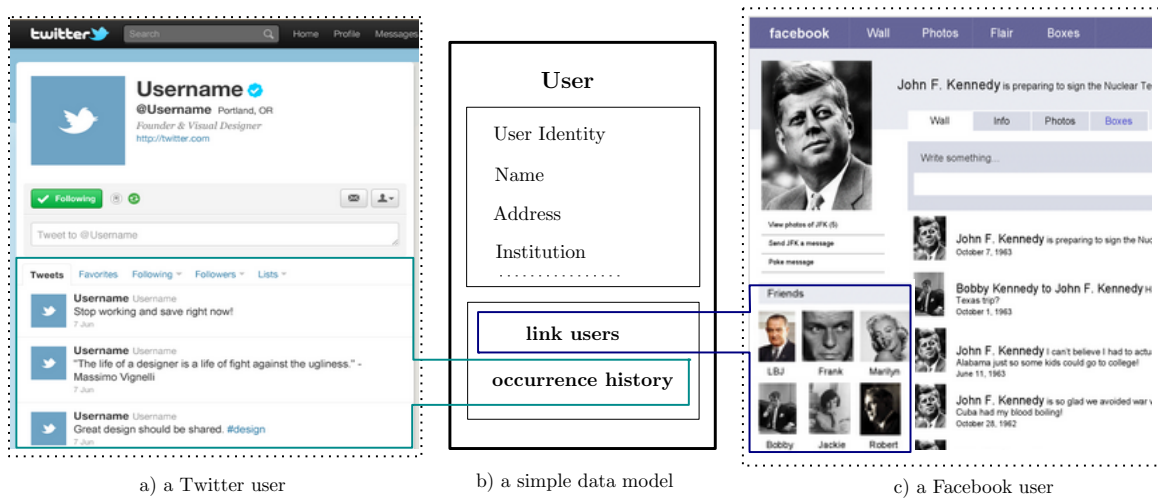 twitter
Search
Home Profile Messages
Username
@Username Portland, OR
Founder & Visual Designer
http://twitter.com
Following
Tweet to @Username
Tweets Favorites Following Followers Lists
Username Username
Stop working and save right now!
7 Jun
Username Username
"The life of a designer is a life of fight against the ugliness." -
Massimo Vignelli
7 Jun
Username Username
Great design should be shared. #design
7 Jun
a) a Twitter user
User
User Identity
Name
Address
Institution
................
link users
occurrence history
b) a simple data model
facebook Wall Photos Flair Boxes
John F. Kennedy is preparing to sign the Nuclear Te
Wall Info Photos Boxes
Write something...
View photos of JFK (5)
Send JFK a message
Poke message
Friends
LBJ Frank Marilyn
Bobby Jackie Robert
John F. Kennedy is preparing to sign the Nuc
October 7, 1963
Bobby Kennedy to John F. Kennedy H
Texas trip?
October 1, 1963
John F. Kennedy I can't believe I had to actu
Alabama just so some kids could go to college!
June 11, 1963
John F. Kennedy is so glad we avoided war v
Cuba had my blood boiling!
October 28, 1962
c) a Facebook user